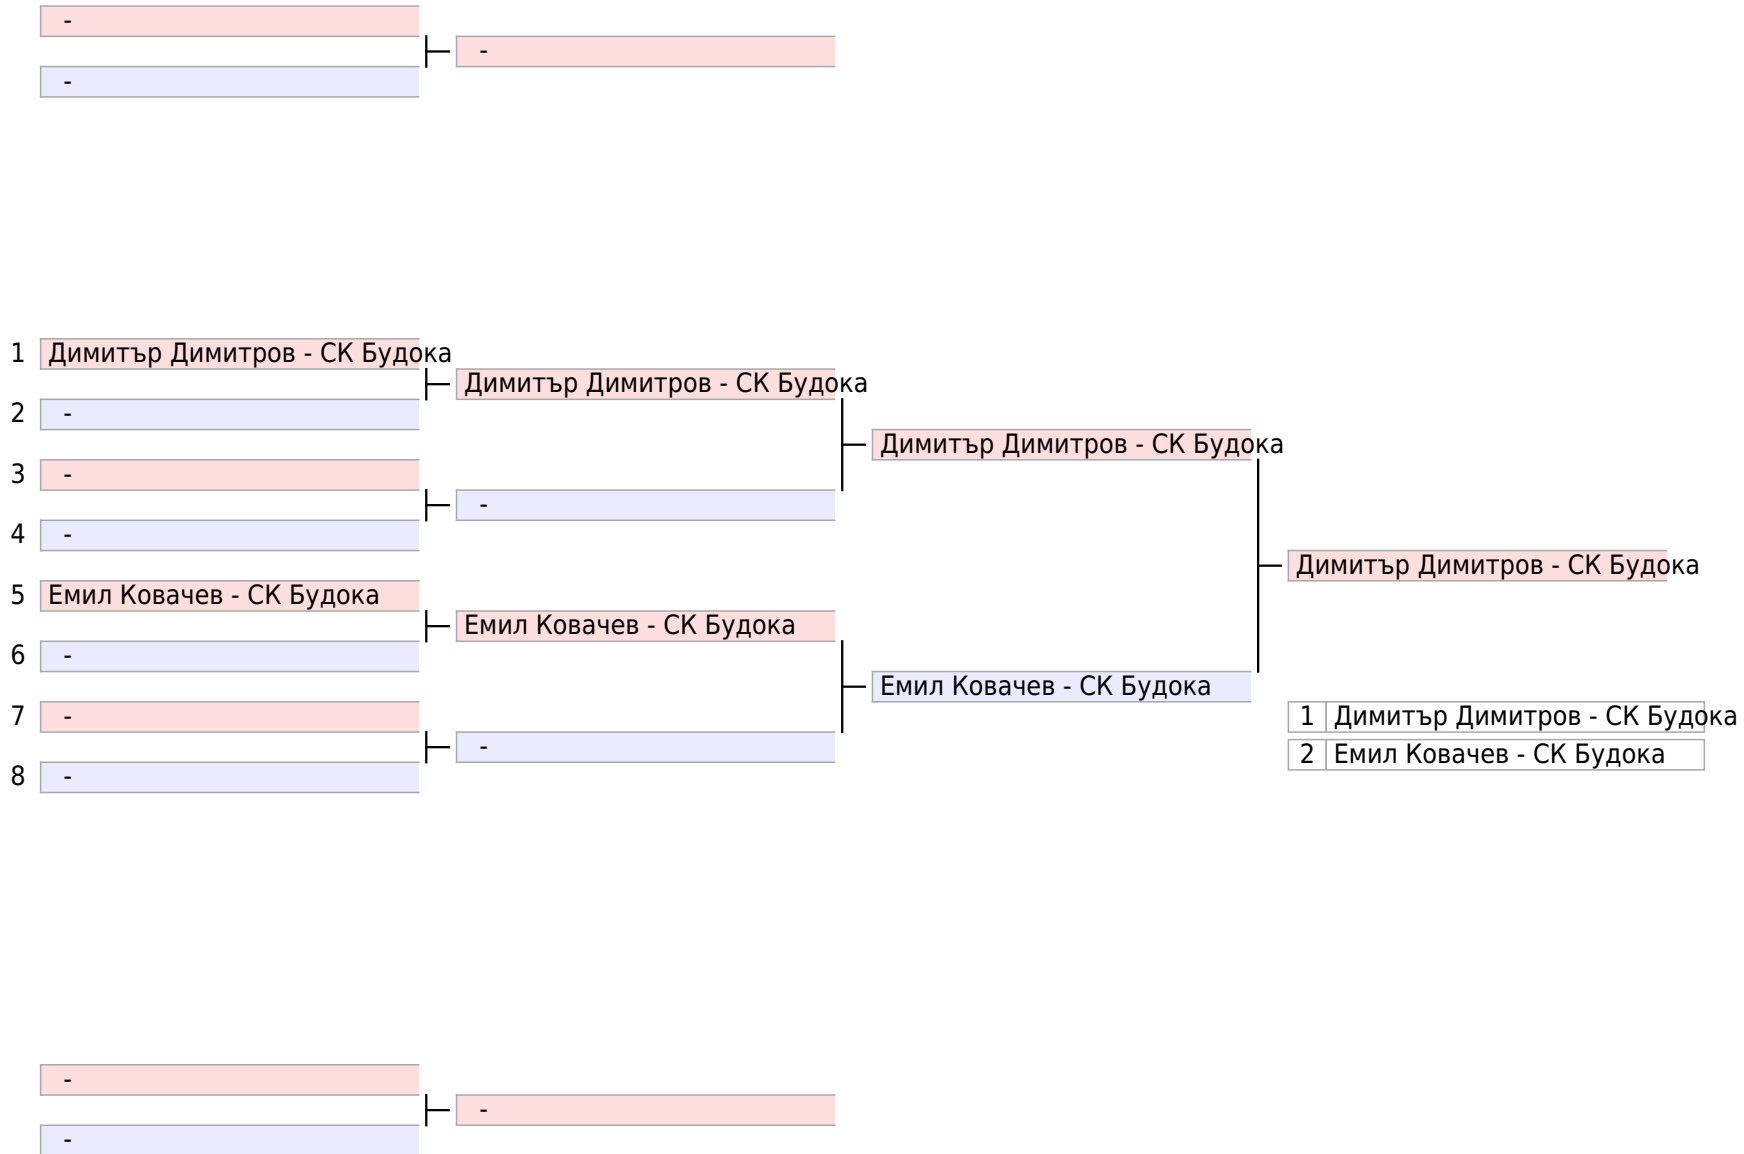 -
-
-
1 Димитър Димитров - СК Будока
Димитър Димитров - СК Будока
2 -
Димитър Димитров - СК Будока
3 -
-
4 -
Димитър Димитров - СК Будока
5 Емил Ковачев - СК Будока
Емил Ковачев - СК Будока
6 -
Емил Ковачев - СК Будока
7 -
1 Димитър Димитров - СК Будока
-
2 Емил Ковачев - СК Будока
8 -
-
-
-